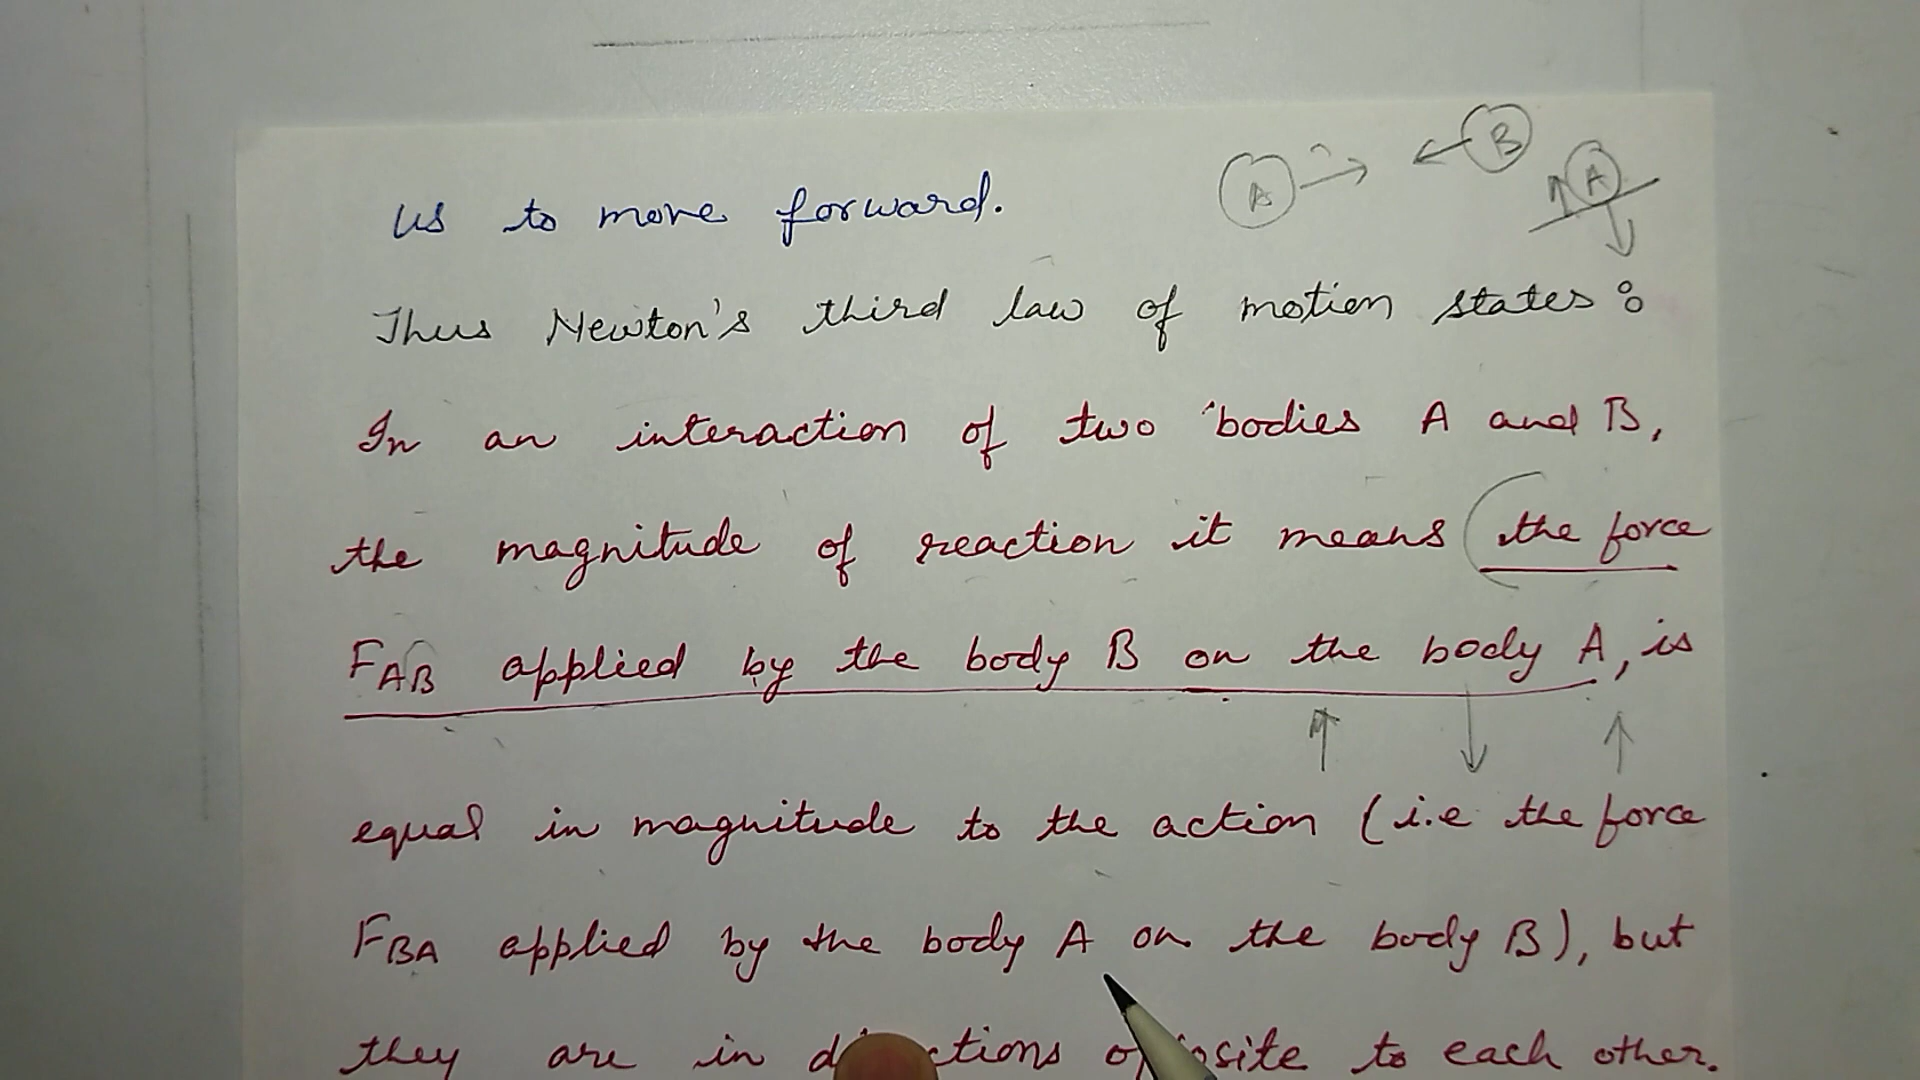 A B
A
us to move forward.
Thus Newton's third law of motion states :
In an interaction of two bodies A and B,
the magnitude of reaction it means (the force
FAB applied by the body B on the body A, is
equal in magnitude to the action (i.e the force
FBA applied by the body A on the body B), but
they are in directions opposite to each other.